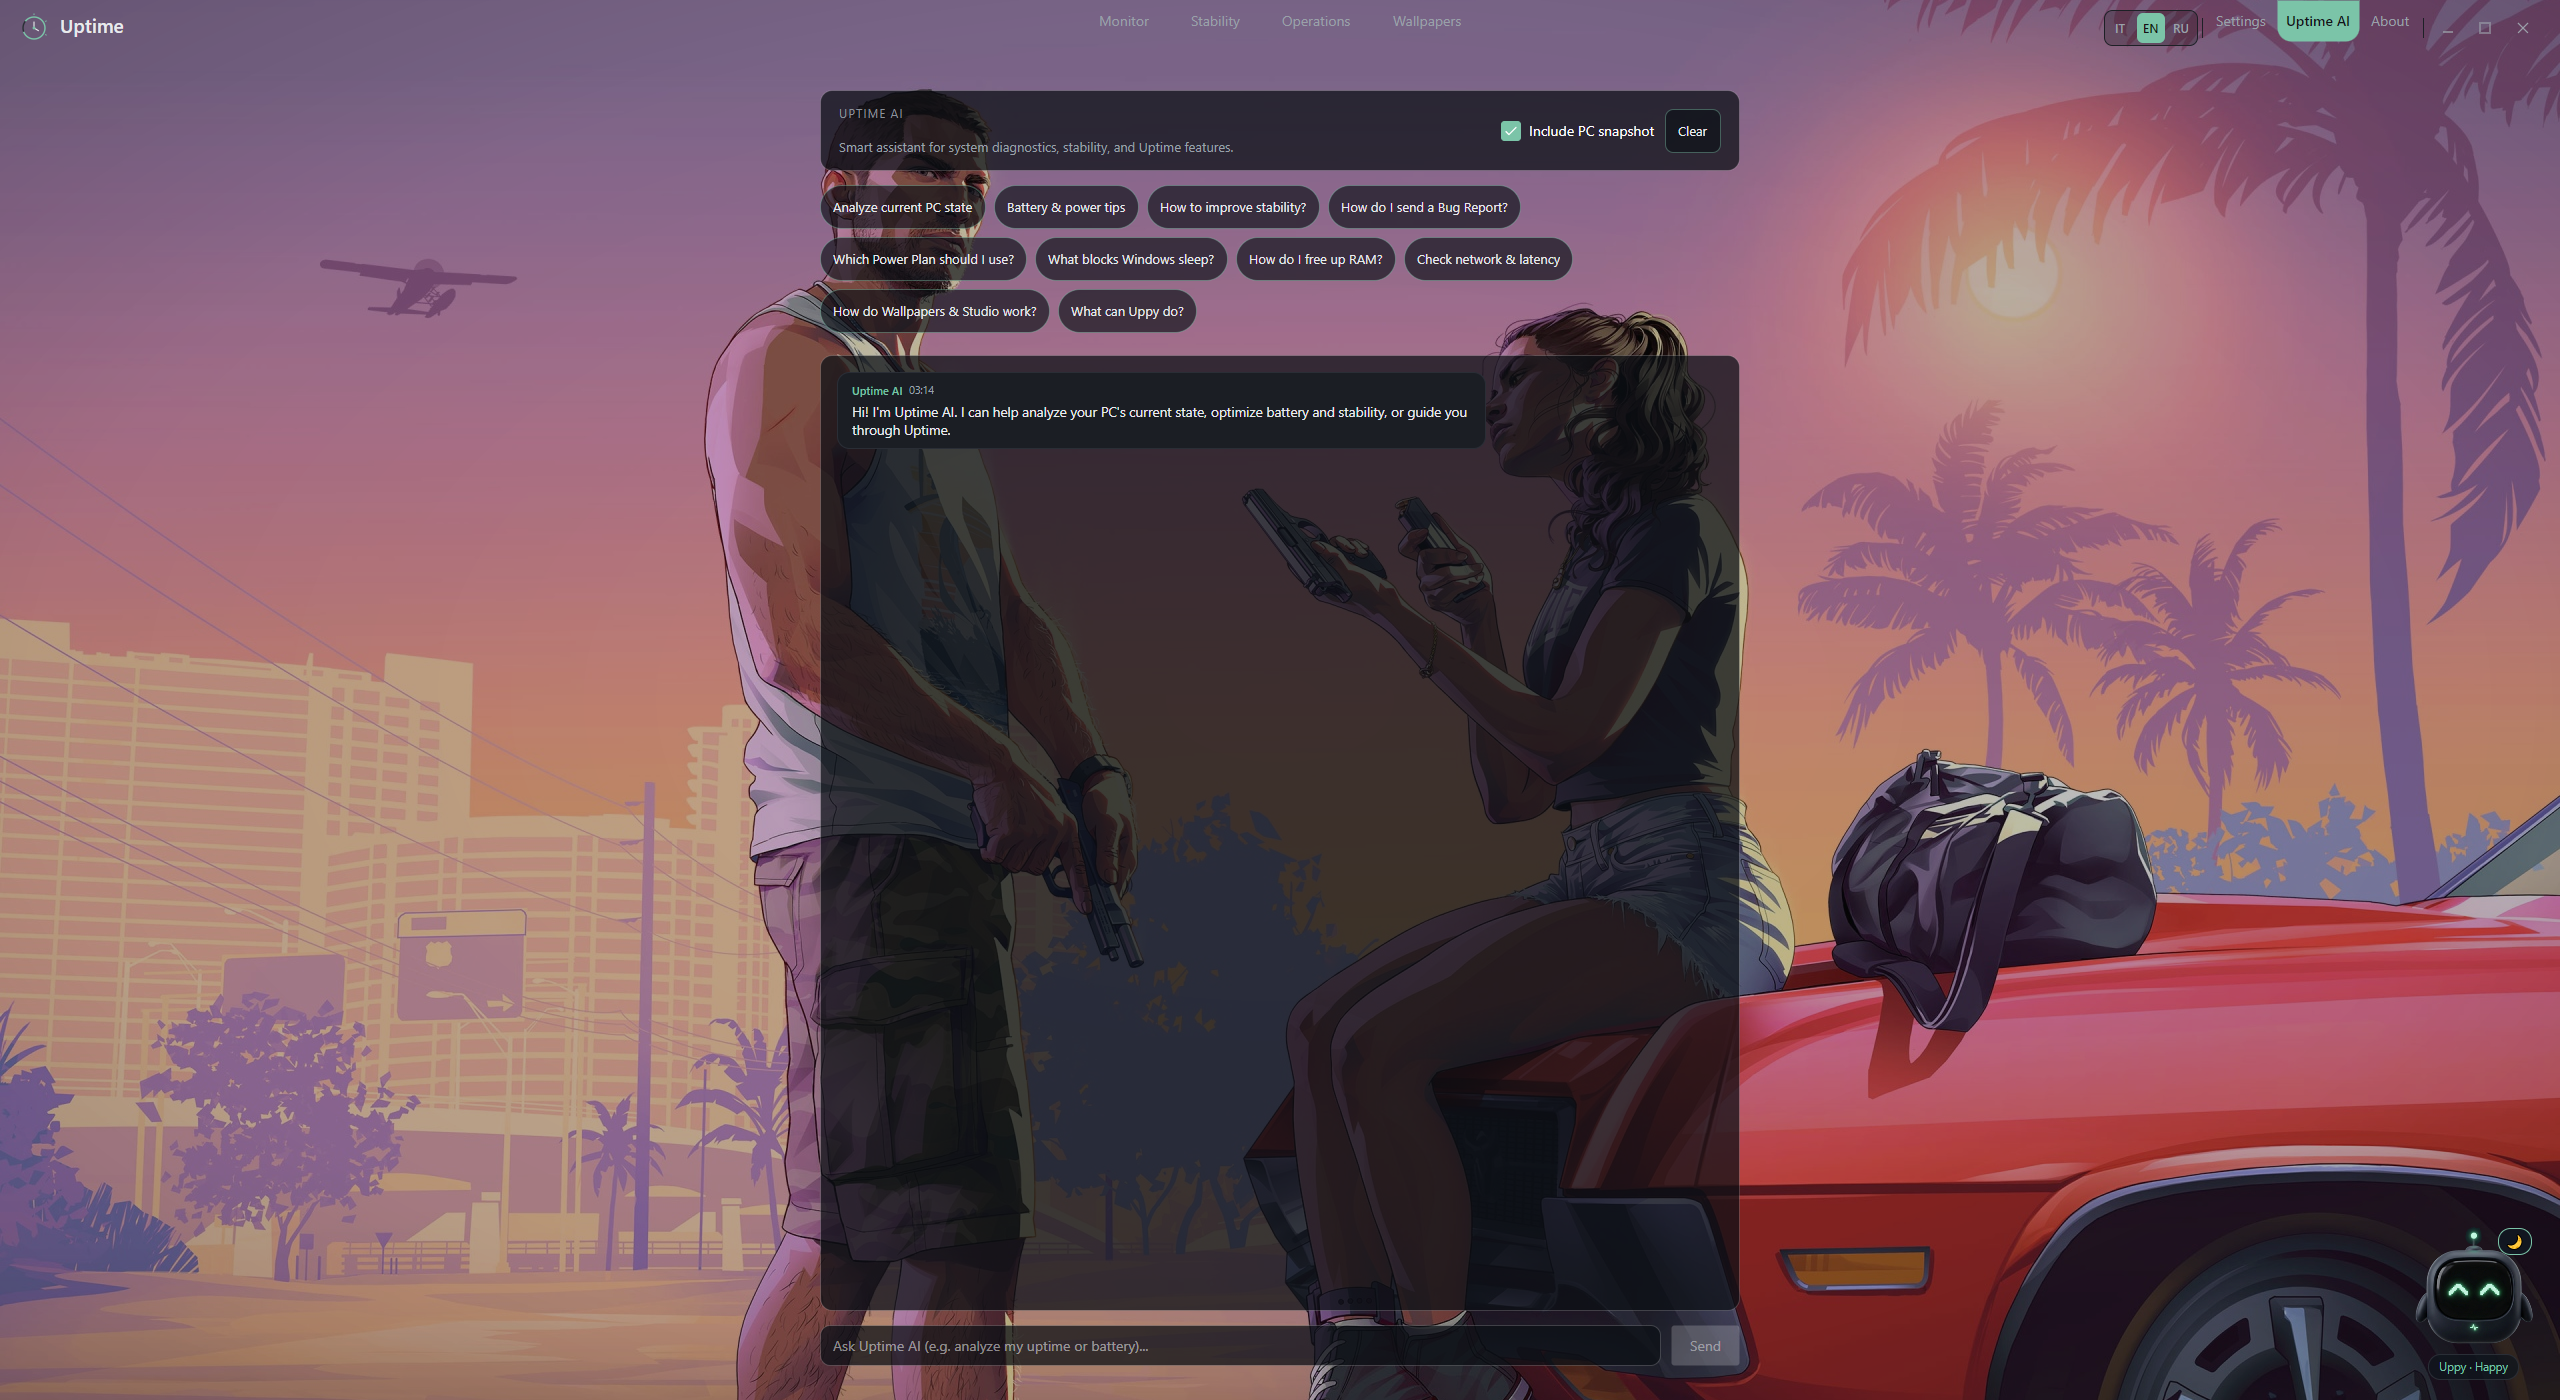 Uptime
Monitor Stability Operations Wallpapers
IT EN RU Settings Uptime AI About
UPTIME AI
Smart assistant for system diagnostics, stability, and Uptime features.
Include PC snapshot Clear
Analyze current PC state Battery & power tips How to improve stability? How do I send a Bug Report?
Which Power Plan should I use? What blocks Windows sleep? How do I free up RAM? Check network & latency
How do Wallpapers & Studio work? What can Uppy do?
Uptime AI 03:14
Hi! I'm Uptime AI. I can help analyze your PC's current state, optimize battery and stability, or guide you
through Uptime.
Ask Uptime AI (e.g. analyze my uptime or battery)... Send
Uppy · Happy